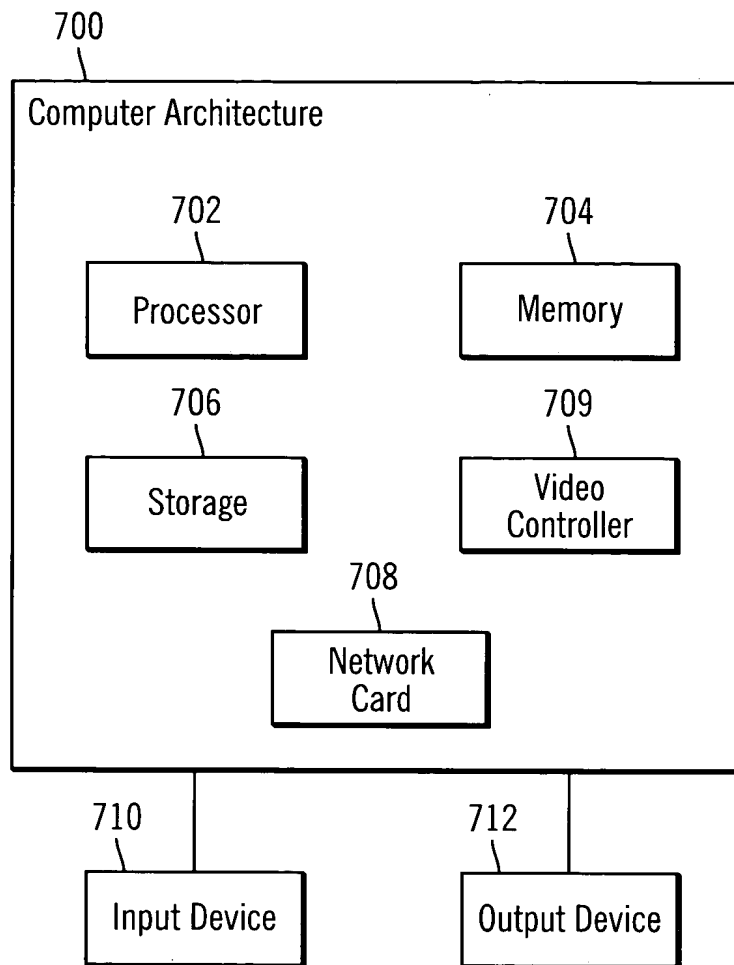 700
Computer Architecture
702
704
Processor
Memory
706
709
Storage
Video
Controller
708
Network
Card
710
712
Input Device
Output Device